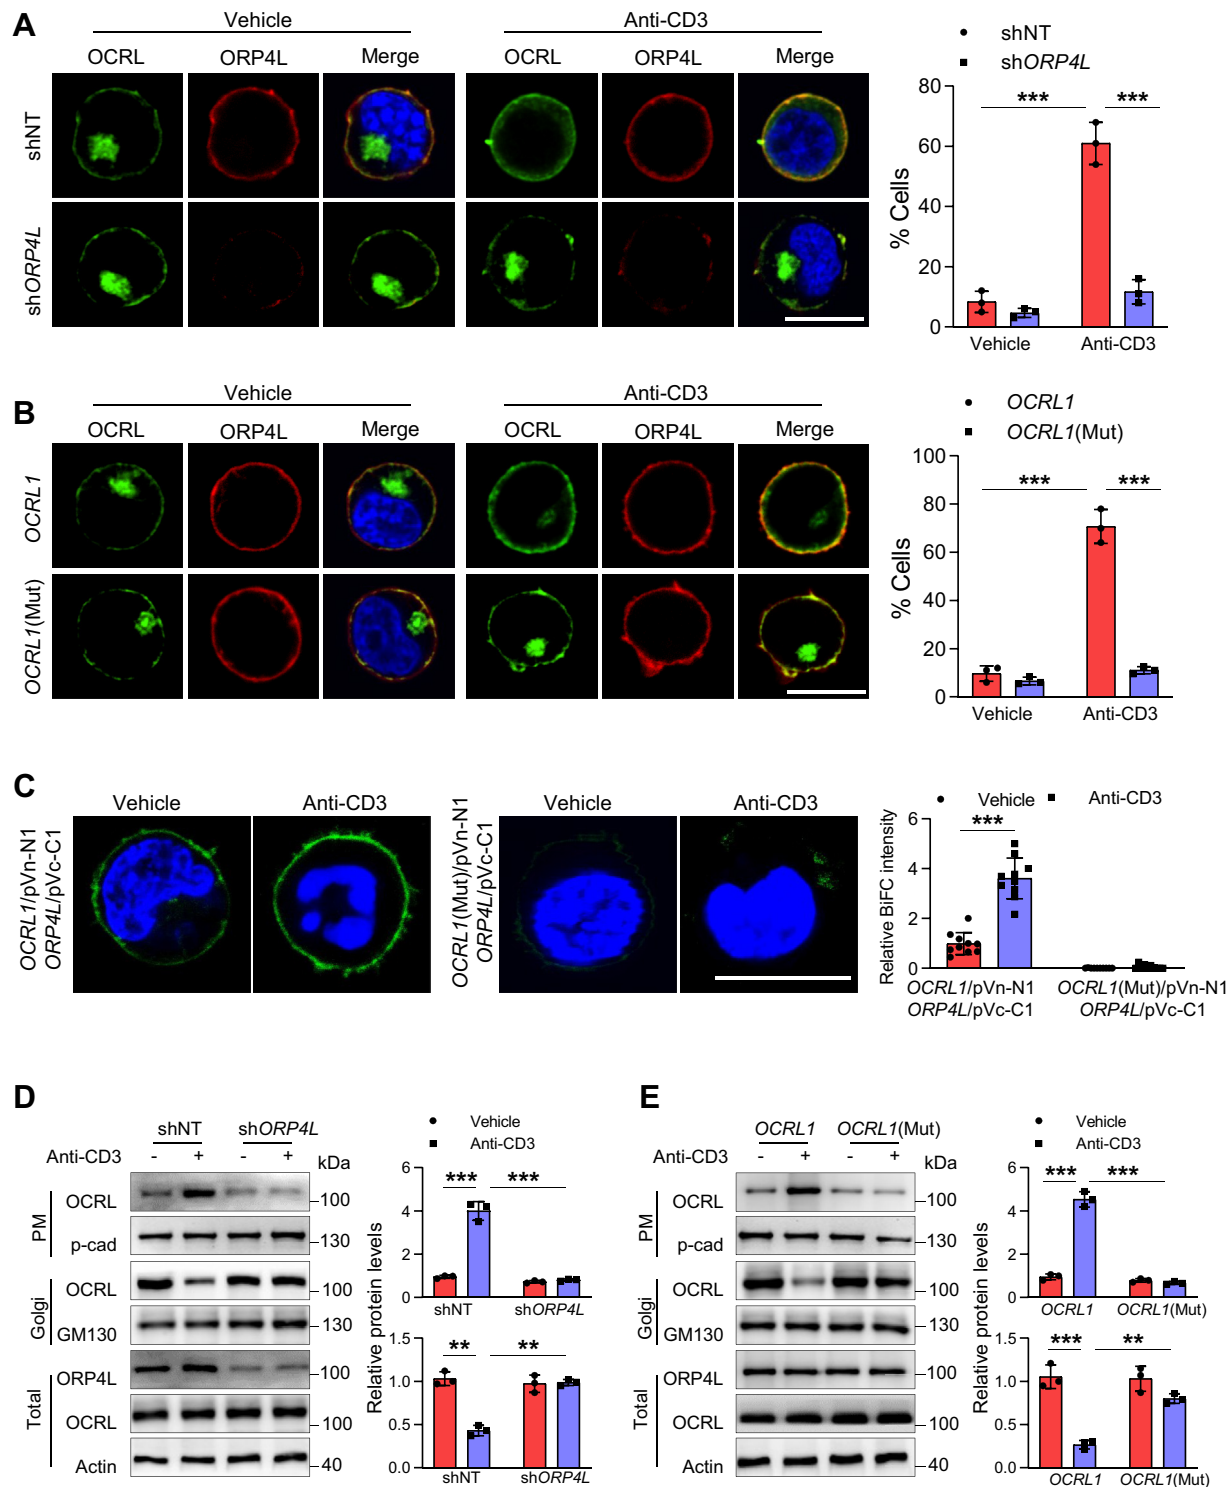 A
Vehicle
Anti-CD3
OCRL
ORP4L
Merge
OCRL
ORP4L
Merge
shNT
shORP4L
shNT
shORP4L
% Cells
80
60
40
20
0
***
***
Vehicle
Anti-CD3
B
Vehicle
Anti-CD3
OCRL
ORP4L
Merge
OCRL
ORP4L
Merge
OCRL1
OCRL1(Mut)
OCRL1
OCRL1(Mut)
% Cells
100
80
60
40
20
0
***
***
Vehicle
Anti-CD3
C
Vehicle
Anti-CD3
Vehicle
Anti-CD3
OCRL1/pVn-N1
ORP4L/pVc-C1
OCRL1(Mut)/pVn-N1
ORP4L/pVc-C1
Vehicle
Anti-CD3
Relative BiFC intensity
6
4
2
0
***
OCRL1/pVn-N1
ORP4L/pVc-C1
OCRL1(Mut)/pVn-N1
ORP4L/pVc-C1
D
shNT
shORP4L
Anti-CD3
-
+
-
+
kDa
PM
OCRL
100
p-cad
130
Golgi
OCRL
100
GM130
130
Total
ORP4L
100
OCRL
100
Actin
40
Vehicle
Anti-CD3
Relative protein levels
6
4
2
0
***
***
shNT
shORP4L
1.5
1.0
0.5
0.0
**
**
shNT
shORP4L
E
OCRL1
OCRL1(Mut)
Anti-CD3
-
+
-
+
kDa
PM
OCRL
100
p-cad
130
Golgi
OCRL
100
GM130
130
Total
ORP4L
100
OCRL
100
Actin
40
Vehicle
Anti-CD3
Relative protein levels
6
4
2
0
***
***
OCRL1
OCRL1(Mut)
1.5
1.0
0.5
0.0
***
**
OCRL1
OCRL1(Mut)